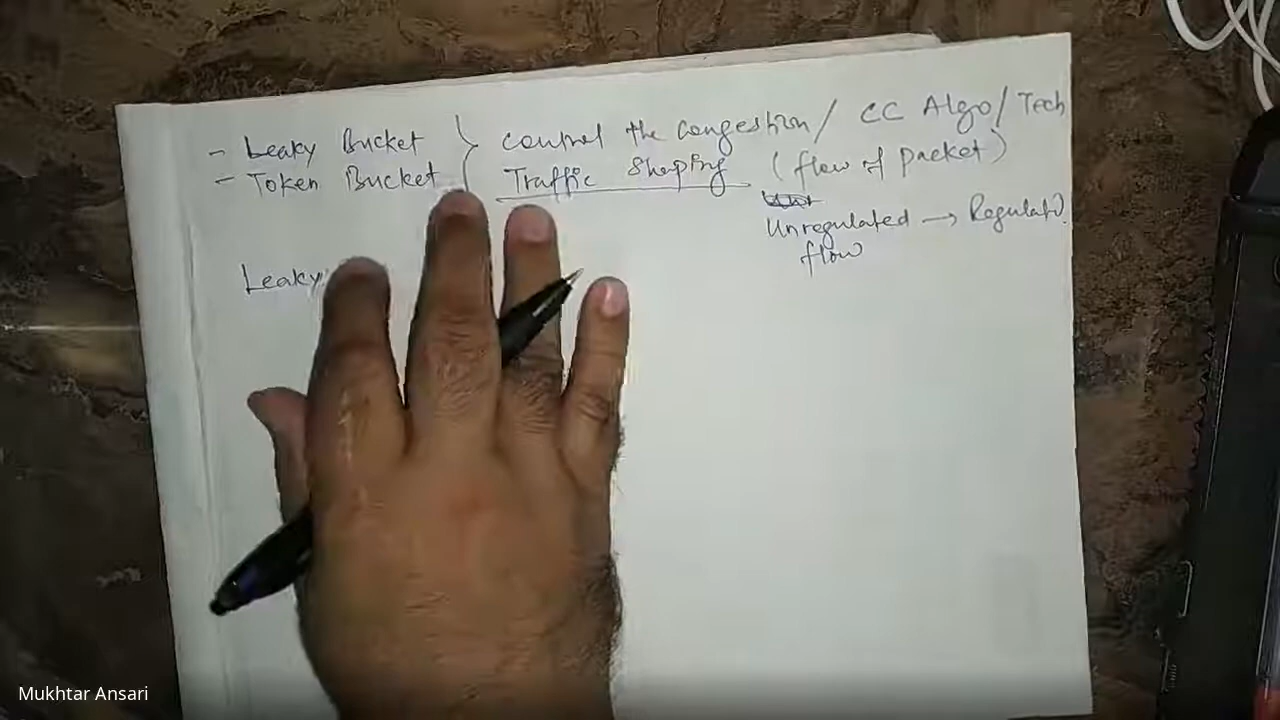 - Leaky Bucket } control the congestion / CC Algo / Tech
- Token Bucket Traffic Shaping (flow of packet)
Unregulated → Regulated
flow
Leaky
Mukhtar Ansari